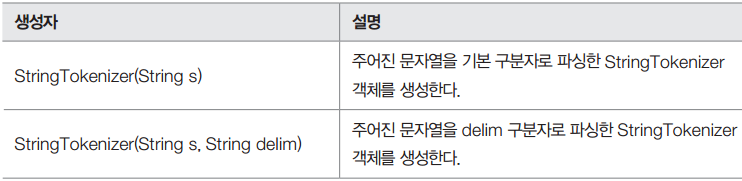 생성자
설명
StringTokenizer(String s)
주어진 문자열을 기본 구분자로 파싱한 StringTokenizer
객체를 생성한다.
StringTokenizer(String s, String delim)
주어진 문자열을 delim 구분자로 파싱한 StringTokenizer
객체를 생성한다.